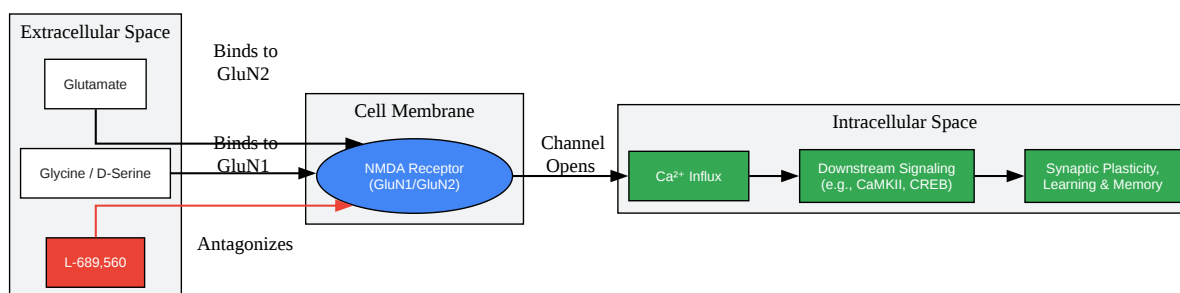 Extracellular Space
Glutamate
Glycine / D-Serine
L-689,560
Binds to
GluN2
Binds to
GluN1
Antagonizes
Cell Membrane
NMDA Receptor
(GluN1/GluN2)
Channel
Opens
Intracellular Space
Ca²⁺ Influx
Downstream Signaling
(e.g., CaMKII, CREB)
Synaptic Plasticity,
Learning & Memory